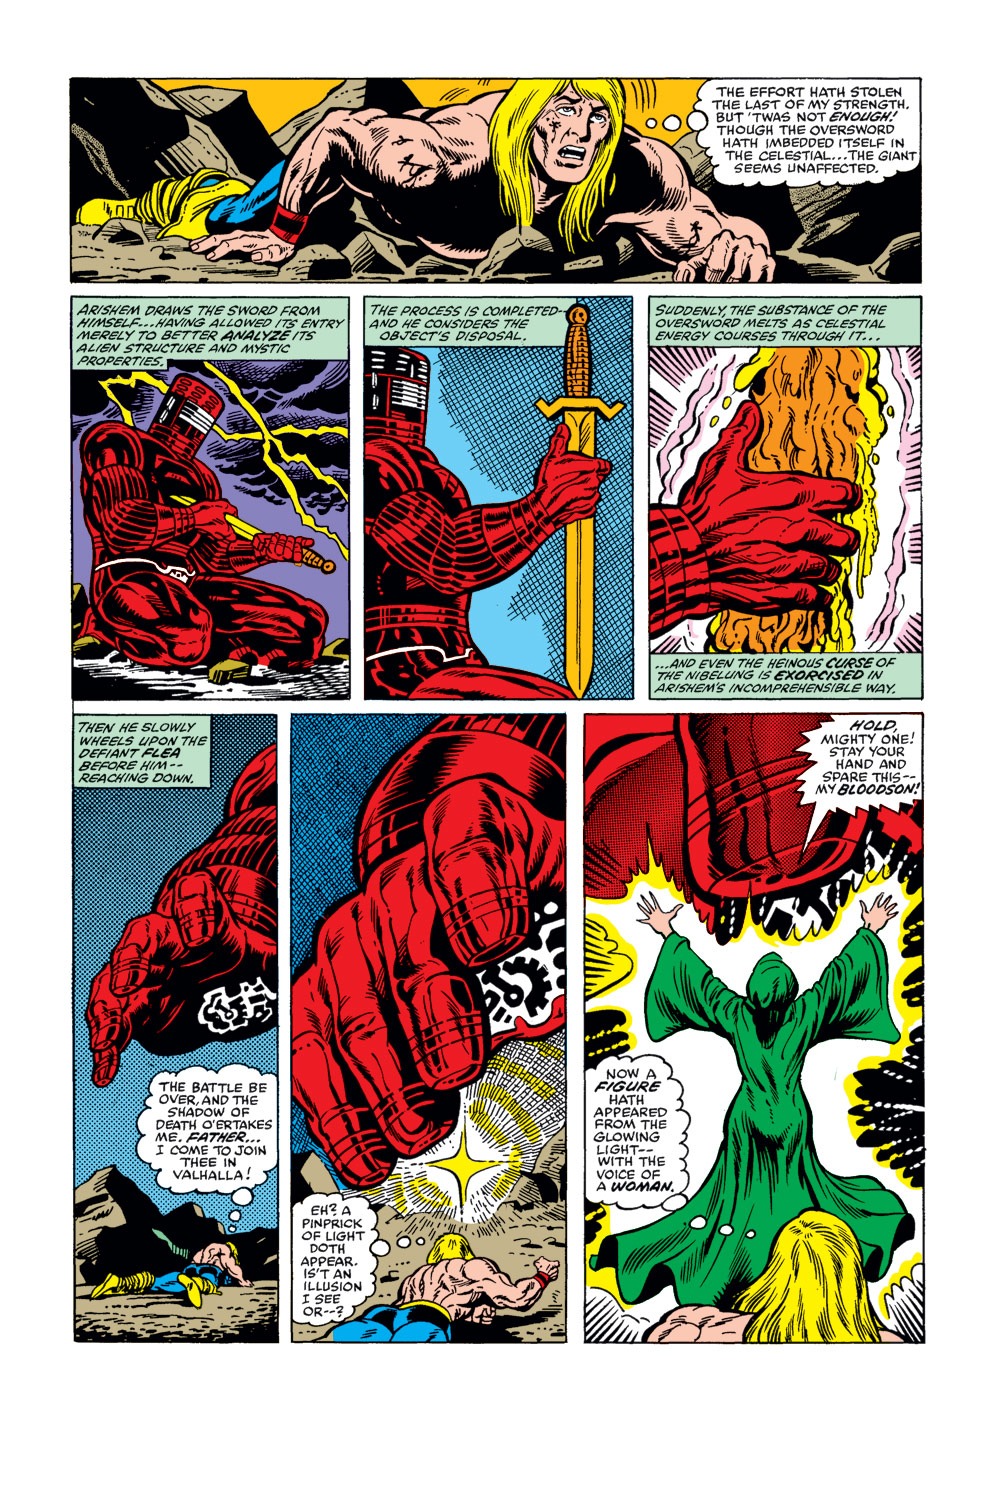 THE EFFORT HATH STOLEN
THE LAST OF MY STRENGTH.
BUT 'TWAS NOT ENOUGH!
THOUGH THE OVERSWORD
HATH IMBEDDED ITSELF IN
THE CELESTIAL...THE GIANT
SEEMS UNAFFECTED.
ARISHEM DRAWS THE SWORD FROM
HIMSELF...HAVING ALLOWED ITS ENTRY
MERELY TO BETTER ANALYZE ITS
ALIEN STRUCTURE AND MYSTIC
PROPERTIES.
THE PROCESS IS COMPLETED--
AND HE CONSIDERS THE
OBJECT'S DISPOSAL.
SUDDENLY, THE SUBSTANCE OF THE
OVERSWORD MELTS AS CELESTIAL
ENERGY COURSES THROUGH IT...
...AND EVEN THE HEINOUS CURSE OF
THE NIBELUNG IS EXORCISED IN
ARISHEM'S INCOMPREHENSIBLE WAY.
THEN HE SLOWLY
WHEELS UPON THE
DEFIANT FLEA
BEFORE HIM--
REACHING DOWN.
THE BATTLE BE
OVER, AND THE
SHADOW OF
DEATH O'ERTAKES
ME. FATHER...
I COME TO JOIN
THEE IN
VALHALLA!
EH? A
PINPRICK
OF LIGHT
DOTH
APPEAR.
IS'T AN
ILLUSION
I SEE
OR--?
HOLD,
MIGHTY ONE!
STAY YOUR
HAND AND
SPARE THIS--
MY BLOODSON!
NOW A
FIGURE
HATH
APPEARED
FROM THE
GLOWING
LIGHT--
WITH THE
VOICE OF
A WOMAN.